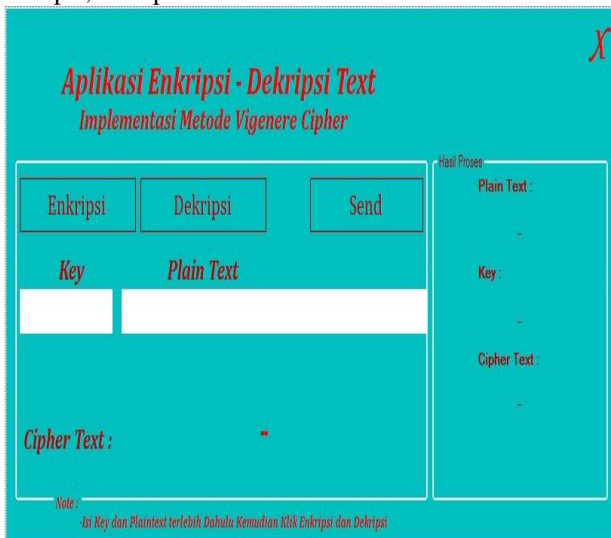 X
Aplikasi Enkripsi - Dekripsi Text
Implementasi Metode Vigenere Cipher
Enkripsi Dekripsi Send
Key Plain Text
Cipher Text : -
Note :
-Isi Key dan Plaintext terlebih Dahulu Kemudian Klik Enkripsi dan Dekripsi
Hasil Proses
Plain Text :
-
Key :
-
Cipher Text :
-